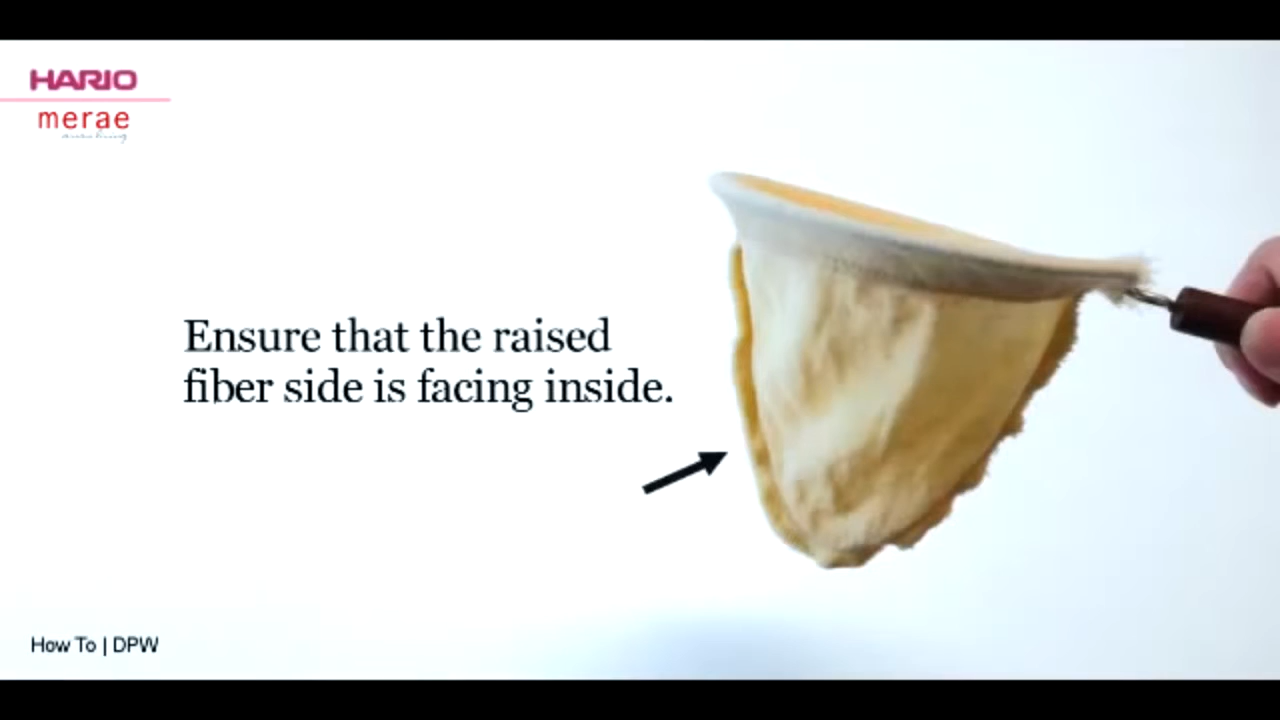 HARIO
merae
Ensure that the raised
fiber side is facing inside.
How To | DPW